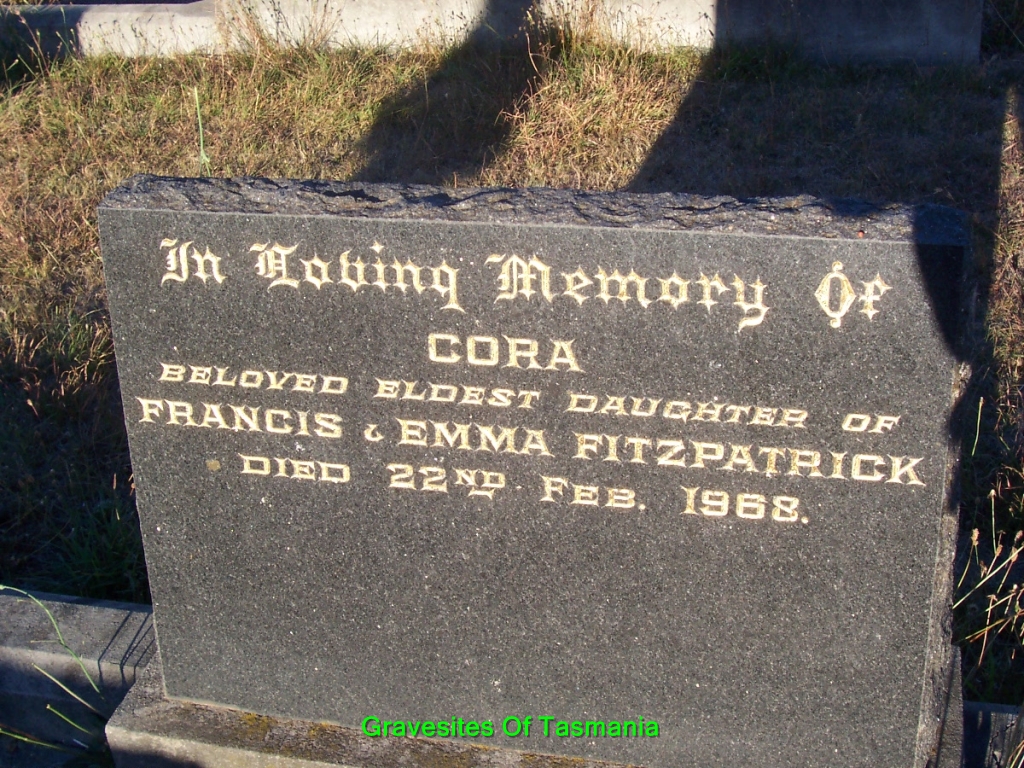 In Loving Memory Of
CORA
BELOVED ELDEST DAUGHTER OF
FRANCIS & EMMA FITZPATRICK
DIED 22ND FEB. 1968.
Gravesites Of Tasmania